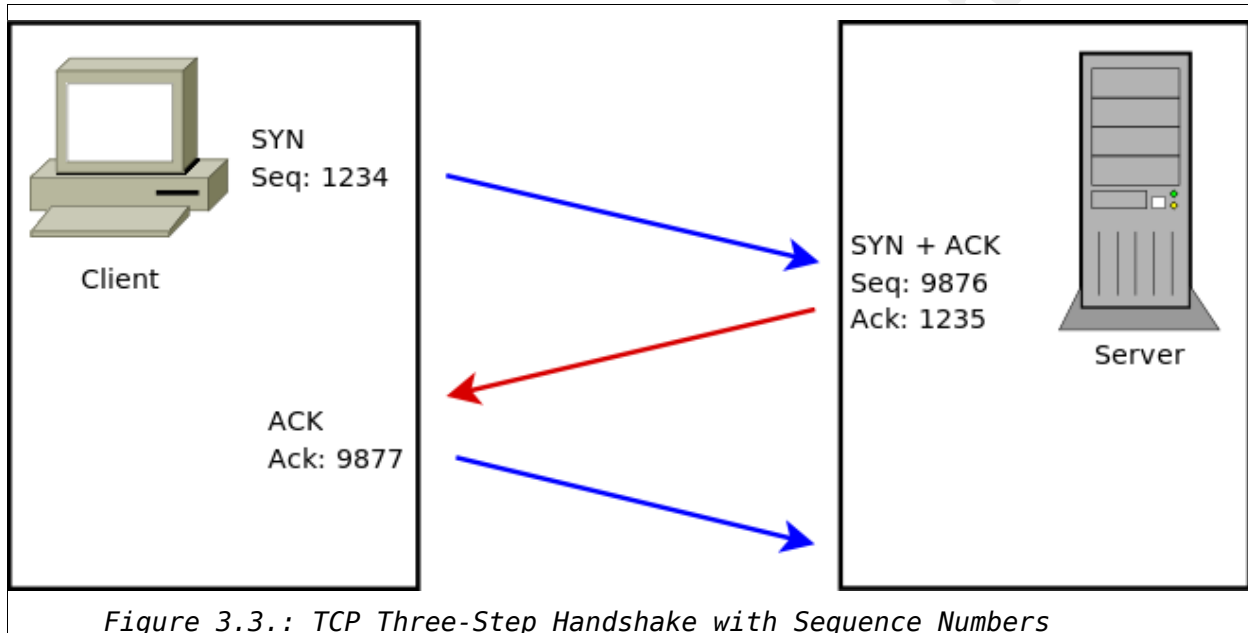 SYN
Seq: 1234
Client
SYN + ACK
Seq: 9876
Ack: 1235
Server
ACK
Ack: 9877
Figure 3.3.: TCP Three-Step Handshake with Sequence Numbers